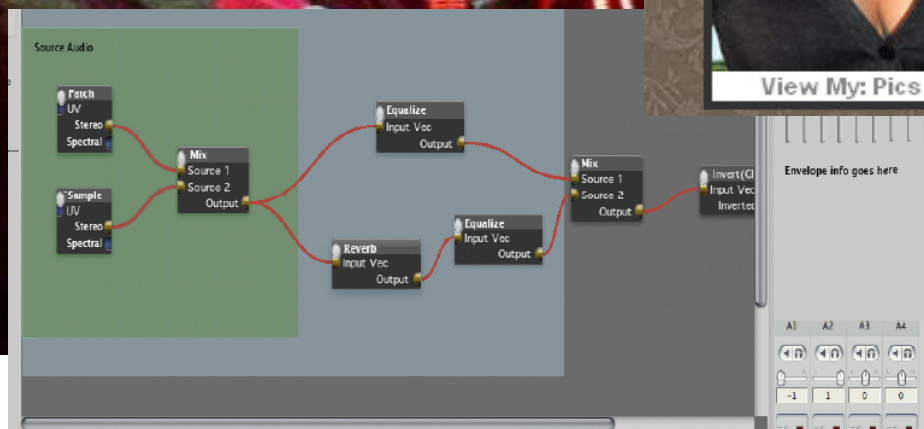 Source Audio
Patch
UV
Stereo
Spectral
Sample
UV
Stereo
Spectral
Mix
Source 1
Source 2
Output
Equalize
Input Vec
Output
Reverb
Input Vec
Output
Equalize
Input Vec
Output
Mix
Source 1
Source 2
Output
Invert(Cl
Input Vec
Inverted
View My: Pics
Envelope info goes here
A1 A2 A3 A4
-1 1 0 0